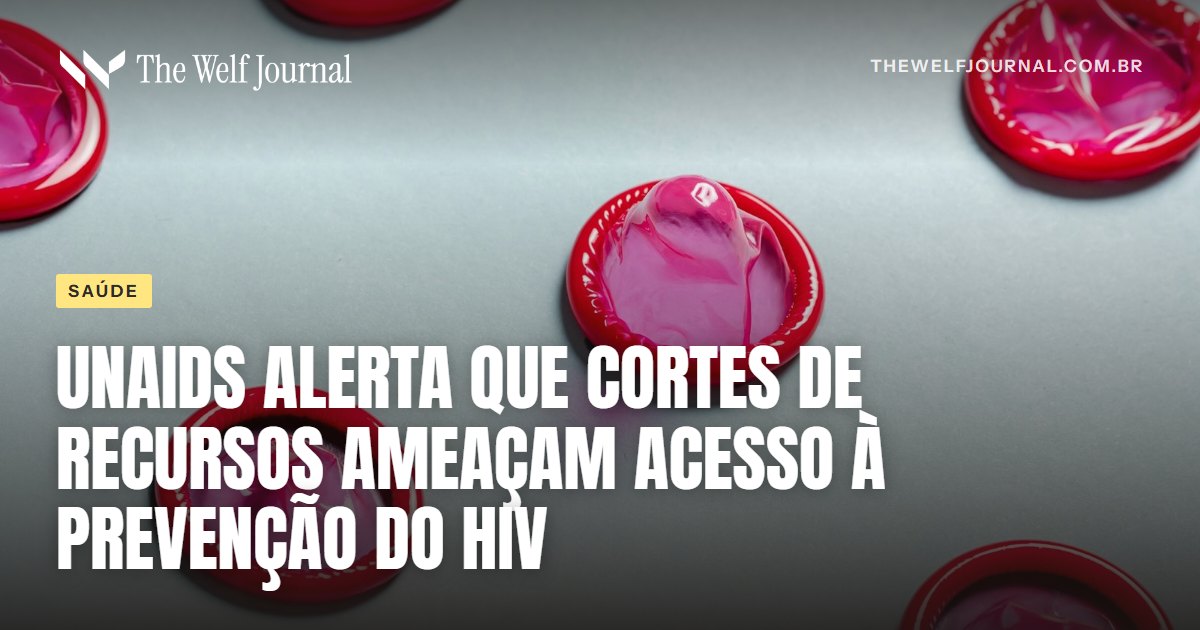 The Welf Journal
THEWELFJOURNAL.COM.BR
SAÚDE
UNAIDS ALERTA QUE CORTES DE
RECURSOS AMEAÇAM ACESSO À
PREVENÇÃO DO HIV